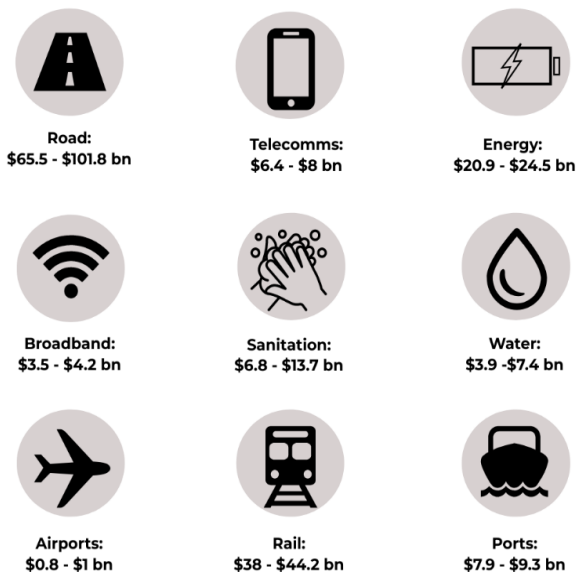 Road:
$65.5 - $101.8 bn
Telecomms:
$6.4 - $8 bn
Energy:
$20.9 - $24.5 bn
Broadband:
$3.5 - $4.2 bn
Sanitation:
$6.8 - $13.7 bn
Water:
$3.9 -$7.4 bn
Airports:
$0.8 - $1 bn
Rail:
$38 - $44.2 bn
Ports:
$7.9 - $9.3 bn